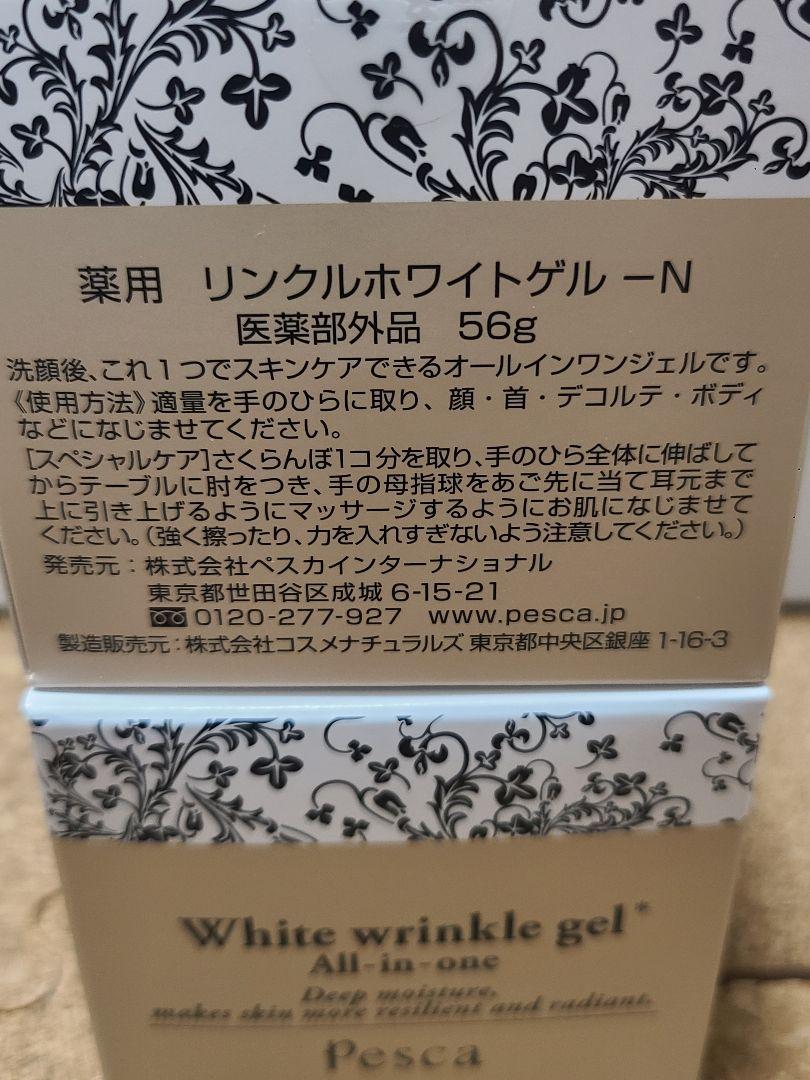 薬用 リンクルホワイトゲル －N
医薬部外品 56g
洗顔後、これ1つでスキンケアできるオールインワンジェルです。
《使用方法》適量を手のひらに取り、顔・首・デコルテ・ボディ
などになじませてください。
[スペシャルケア]さくらんぼ1コ分を取り、手のひら全体に伸ばして
からテーブルに肘をつき、手の母指球をあご先に当て耳元まで
上に引き上げるようにマッサージするようにお肌になじませて
ください。（強く擦ったり、力を入れすぎないよう注意してください。）
発売元：株式会社ペスカインターナショナル
東京都世田谷区成城 6-15-21
0120-277-927 www.pesca.jp
製造販売元：株式会社コスメナチュラルズ 東京都中央区銀座 1-16-3
White wrinkle gel*
All-in-one
Deep moisture,
makes skin more resilient and radiant.
Pesca